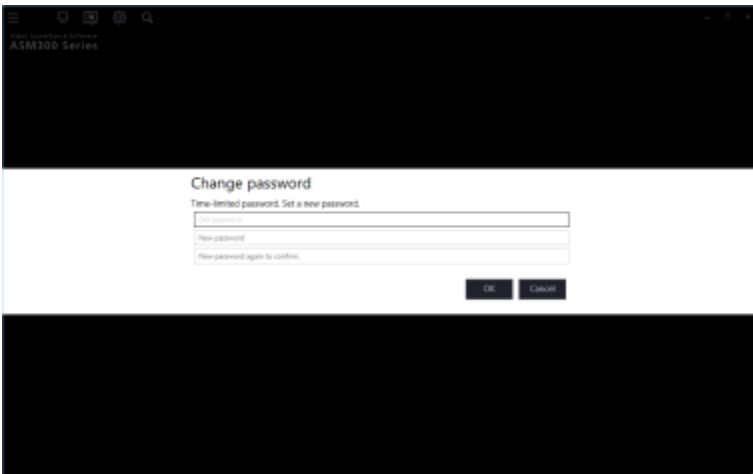 Video Surveillance Software
ASM300 Series
Change password
Time-limited password. Set a new password.
Old password
New password
New password again to confirm.
OK
Cancel